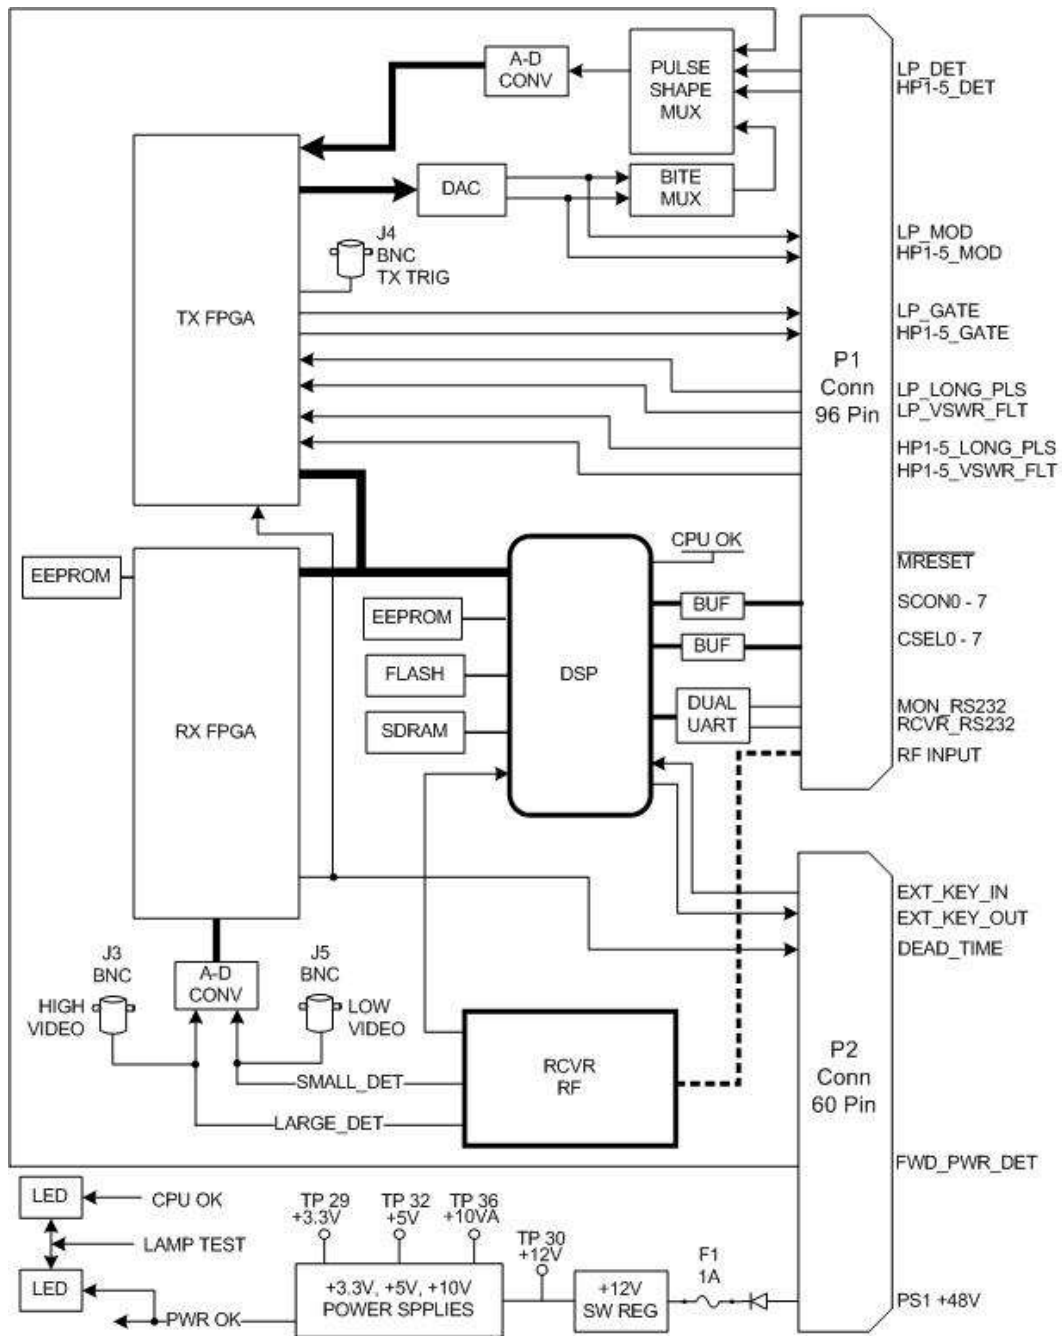 A-D
CONV
PULSE
SHAPE
MUX
LP_DET
HP1-5_DET
DAC
BITE
MUX
J4
BNC
TX TRIG
LP_MOD
HP1-5_MOD
TX FPGA
LP_GATE
HP1-5_GATE
P1
Conn
96 Pin
LP_LONG_PLS
LP_VSWR_FLT
HP1-5_LONG_PLS
HP1-5_VSWR_FLT
CPU OK
MRESET
EEPROM
EEPROM
BUF
SCON0 - 7
BUF
CSEL0 - 7
FLASH
DSP
SDRAM
RX FPGA
DUAL
UART
MON_RS232
RCVR_RS232
RF INPUT
EXT_KEY_IN
EXT_KEY_OUT
DEAD_TIME
J3
BNC
A-D
CONV
J5
BNC
HIGH
VIDEO
LOW
VIDEO
SMALL_DET
LARGE_DET
RCVR
RF
P2
Conn
60 Pin
FWD_PWR_DET
LED
CPU OK
LAMP TEST
LED
PWR OK
TP 29
+3.3V
TP 32
+5V
TP 36
+10VA
TP 30
+12V
+3.3V, +5V, +10V
POWER SPPLIES
+12V
SW REG
F1
1A
PS1 +48V